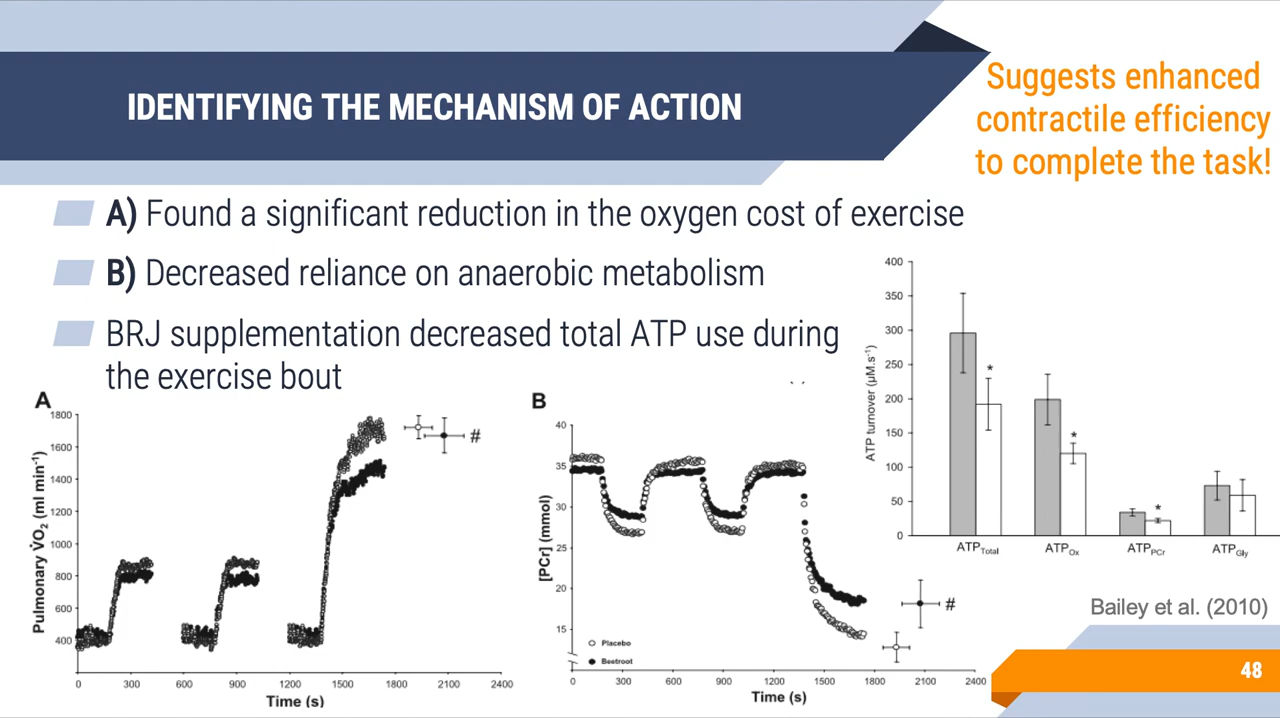 IDENTIFYING THE MECHANISM OF ACTION
Suggests enhanced
contractile efficiency
to complete the task!
A) Found a significant reduction in the oxygen cost of exercise
B) Decreased reliance on anaerobic metabolism
BRJ supplementation decreased total ATP use during
the exercise bout
A
Pulmonary V̇O2 (ml min⁻¹)
1800
1600
1400
1200
1000
800
600
400
#
0 300 600 900 1200 1500 1800 2100 2400
Time (s)
B
[PCr] (mmol)
40
35
30
25
20
15
10
#
Placebo
Beetroot
0 300 600 900 1200 1500 1800 2100 2400
Time (s)
ATP turnover (µM.s⁻¹)
400
350
300
250
200
150
100
50
0
* * *
ATPTotal ATPOx ATPPCr ATPGly
Bailey et al. (2010)
48